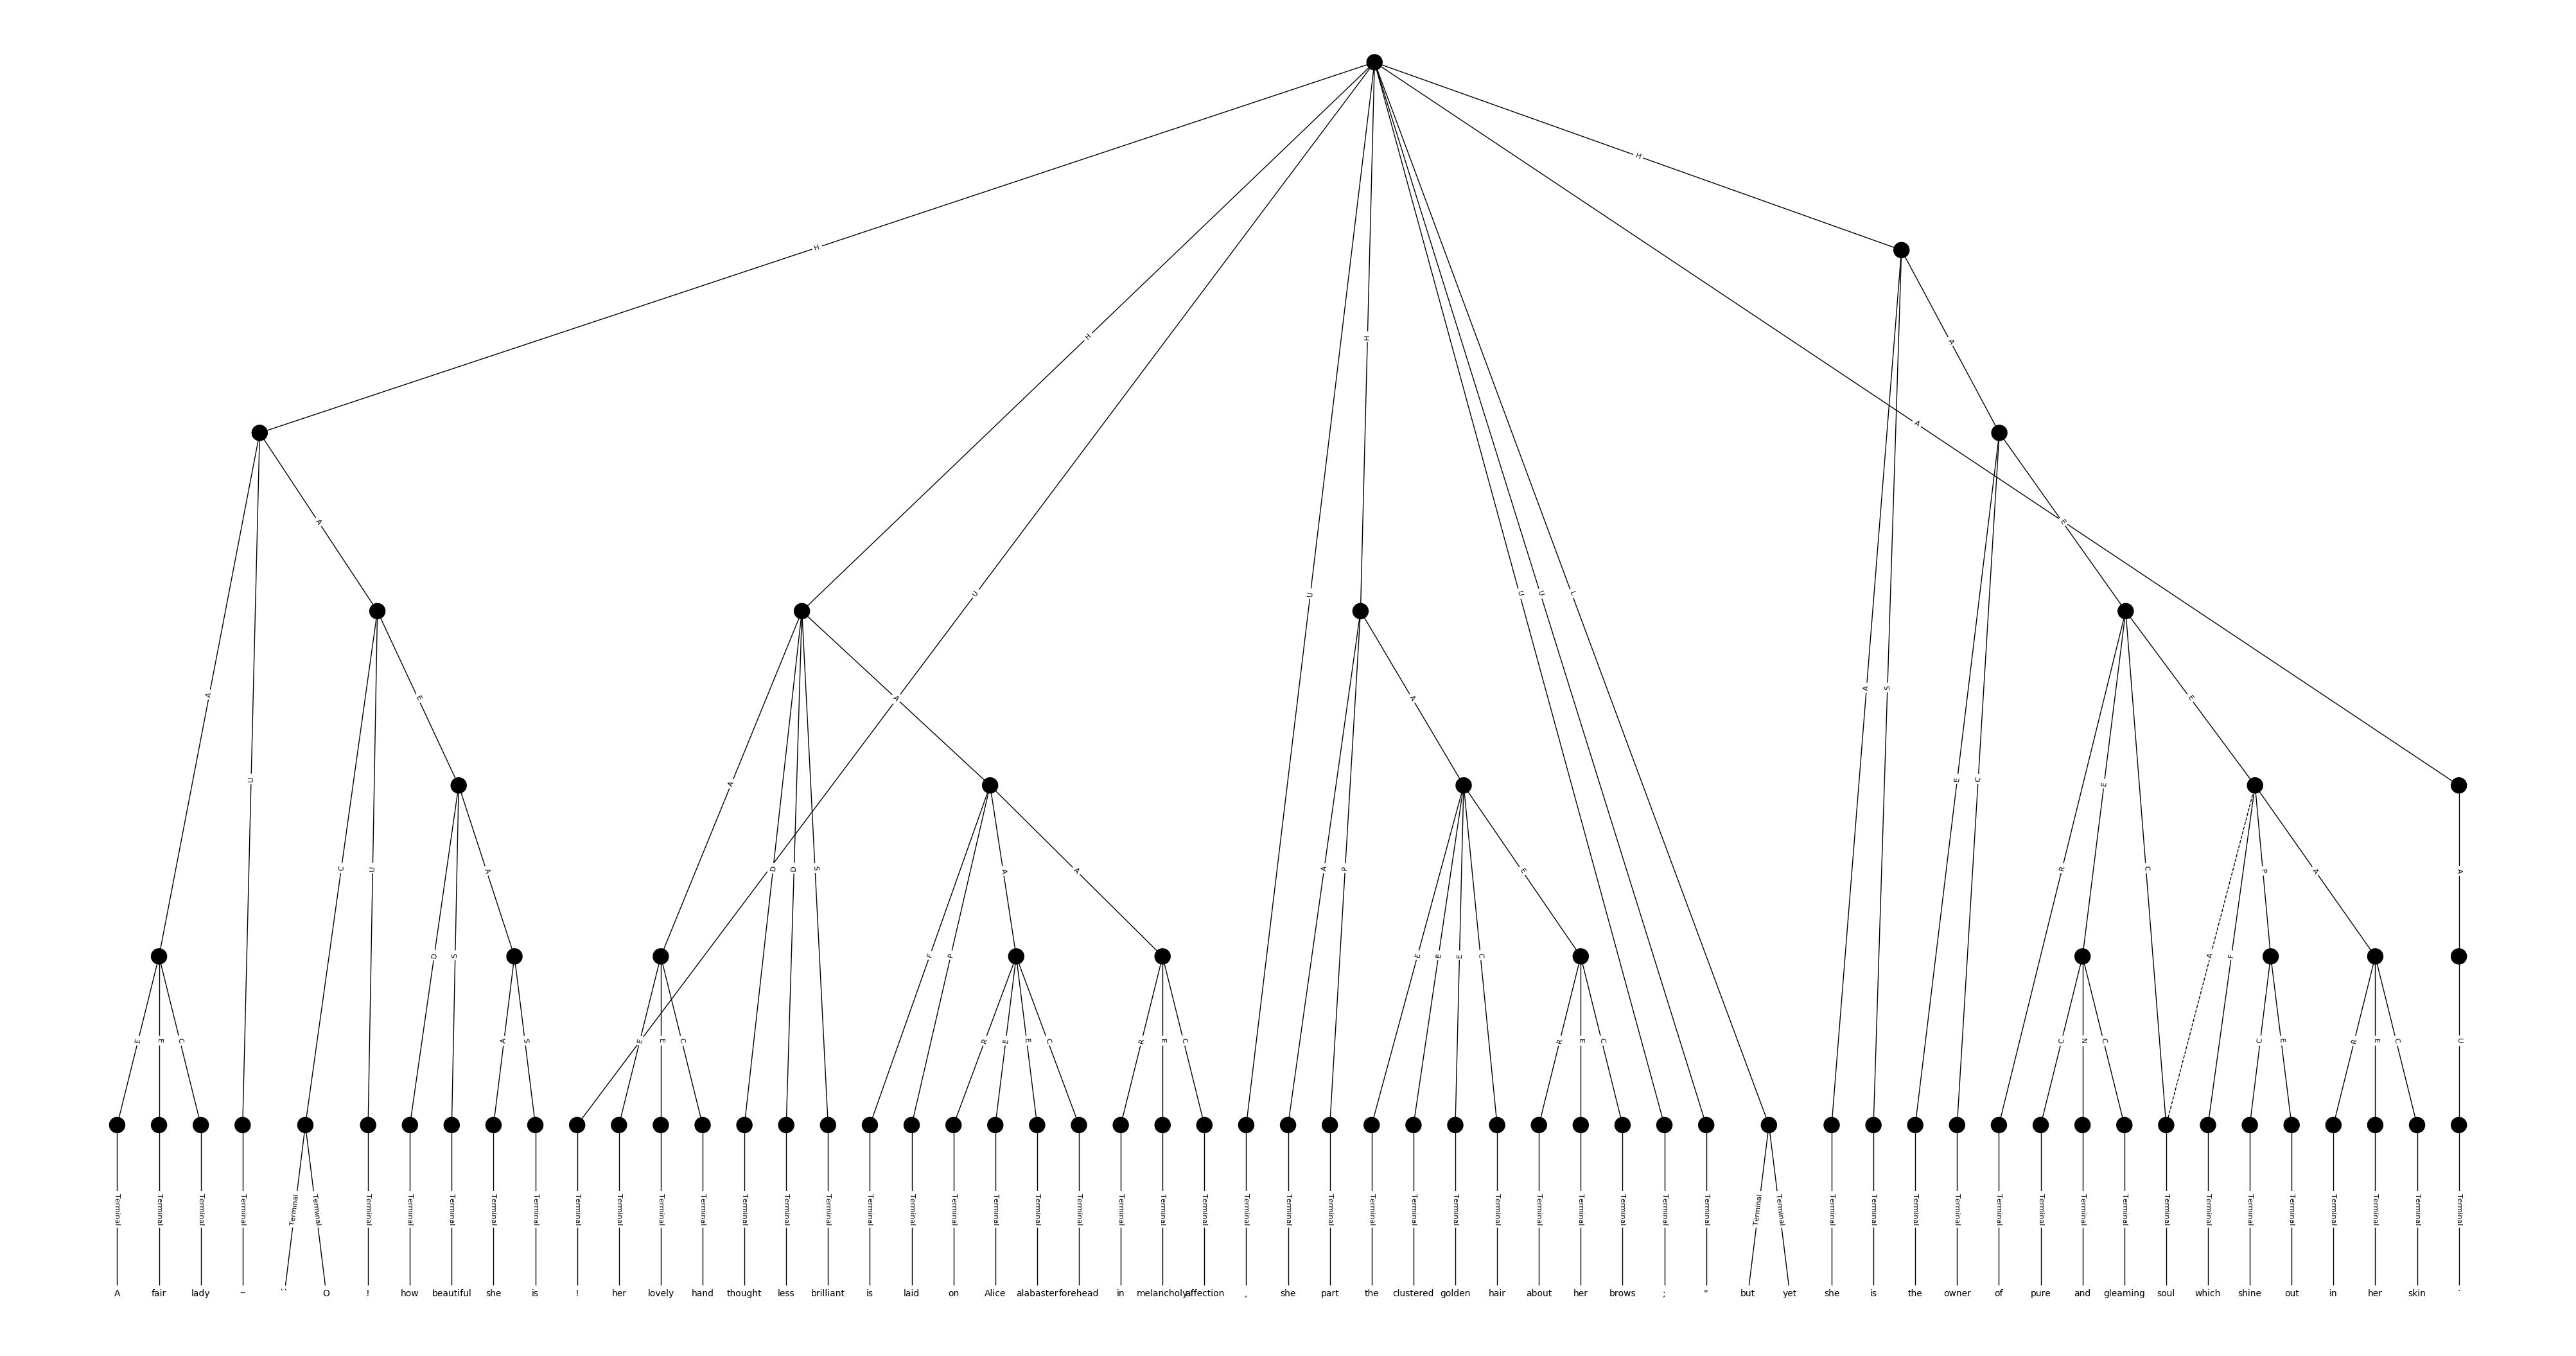 H
H
H
A
H
U
A
E
U
H
U
U
L
A
A
E
A
A
A
S
E
A
U
A
E
C
E
C
U
A
D
D
S
A
A
P
E
R
C
P
A
A
D
S
F
P
E
E
E
C
A
F
E
E
C
A
S
E
E
C
R
E
E
C
R
E
C
R
E
C
C
N
C
C
E
R
E
C
U
Terminal Terminal Terminal Terminal Terminal Terminal Terminal Terminal Terminal Terminal Terminal Terminal Terminal Terminal Terminal Terminal Terminal Terminal Terminal Terminal Terminal Terminal Terminal Terminal Terminal Terminal Terminal Terminal Terminal Terminal Terminal Terminal Terminal Terminal Terminal Terminal Terminal Terminal Terminal Terminal Terminal Terminal Terminal Terminal Terminal Terminal Terminal Terminal Terminal Terminal Terminal Terminal Terminal Terminal Terminal Terminal Terminal
A fair lady -- `` O ! how beautiful she is ! her lovely hand thought less brilliant is laid on Alice alabaster forehead in melancholy affection , she part the clustered golden hair about her brows ; " but yet she is the owner of pure and gleaming soul which shine out in her skin .